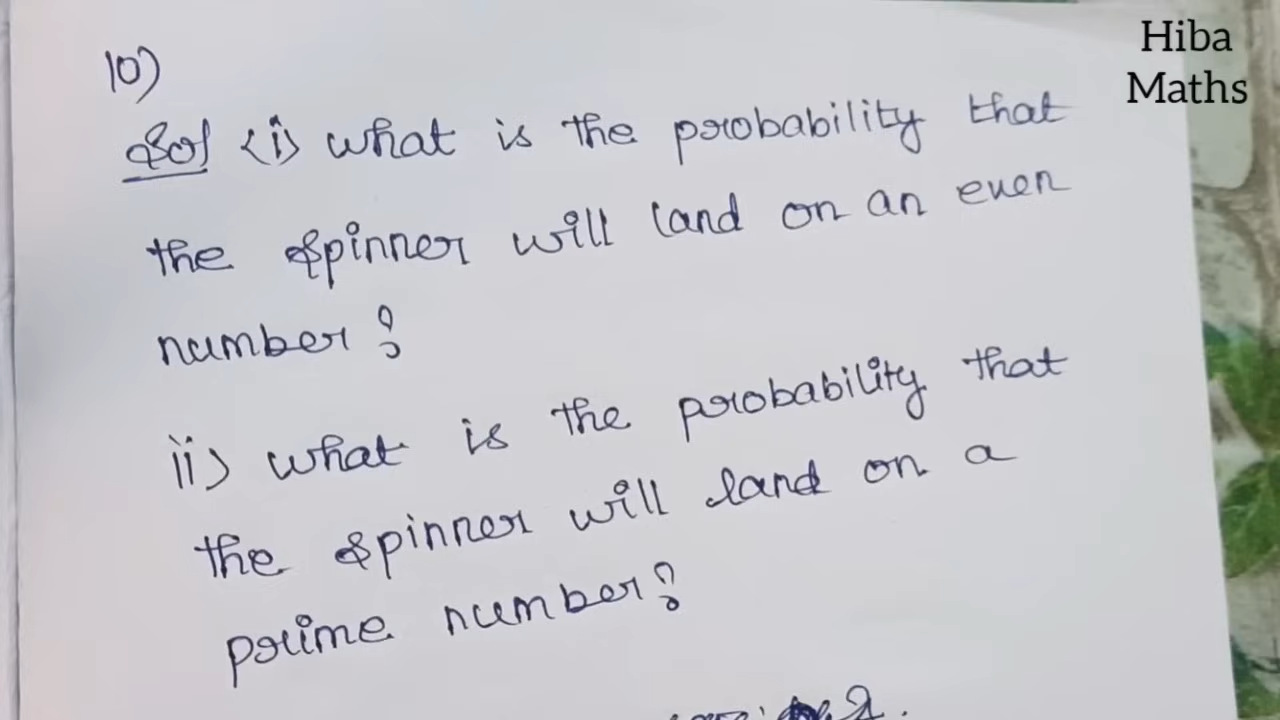 Hiba
Maths
10)
Sol (i) what is the probability that
the spinner will land on an even
number?
ii) what is the probability that
the spinner will land on a
prime number?